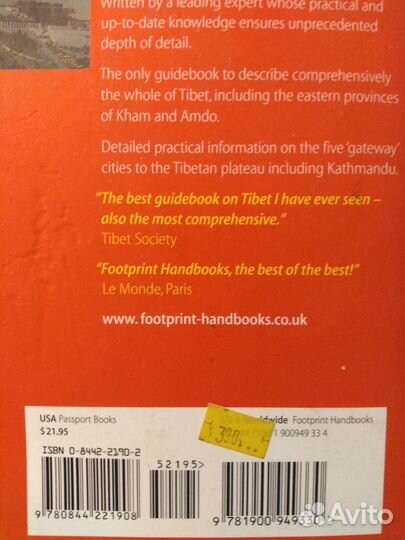 Written by a leading expert whose practical and
up-to-date knowledge ensures unprecedented
depth of detail.
The only guidebook to describe comprehensively
the whole of Tibet, including the eastern provinces
of Kham and Amdo.
Detailed practical information on the five ‘gateway’
cities to the Tibetan plateau including Kathmandu.
“The best guidebook on Tibet I have ever seen –
also the most comprehensive.”
Tibet Society
“Footprint Handbooks, the best of the best!”
Le Monde, Paris
www.footprint-handbooks.co.uk
USA Passport Books
$21.95
Worldwide Footprint Handbooks
1 900949 33 4
ISBN 0-8442-2190-2
52195>
9 780844 221908
9 781900 949330
Avito